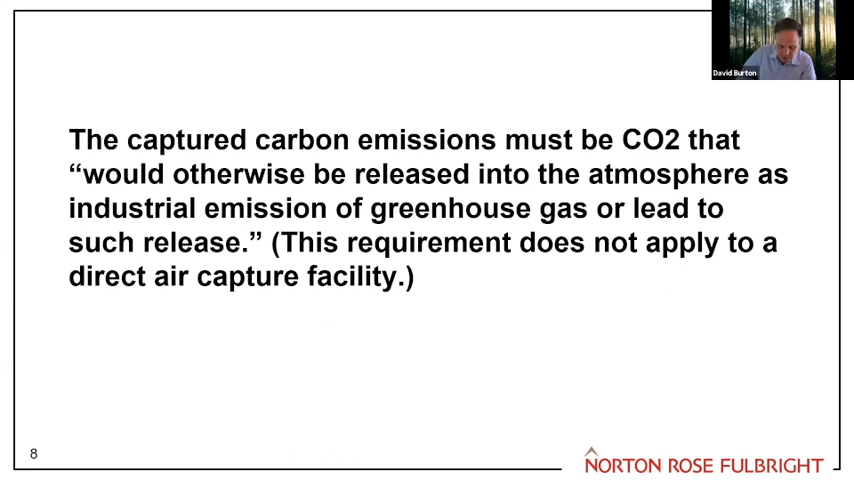 David Burton
The captured carbon emissions must be CO2 that
“would otherwise be released into the atmosphere as
industrial emission of greenhouse gas or lead to
such release.” (This requirement does not apply to a
direct air capture facility.)
8
NORTON ROSE FULBRIGHT